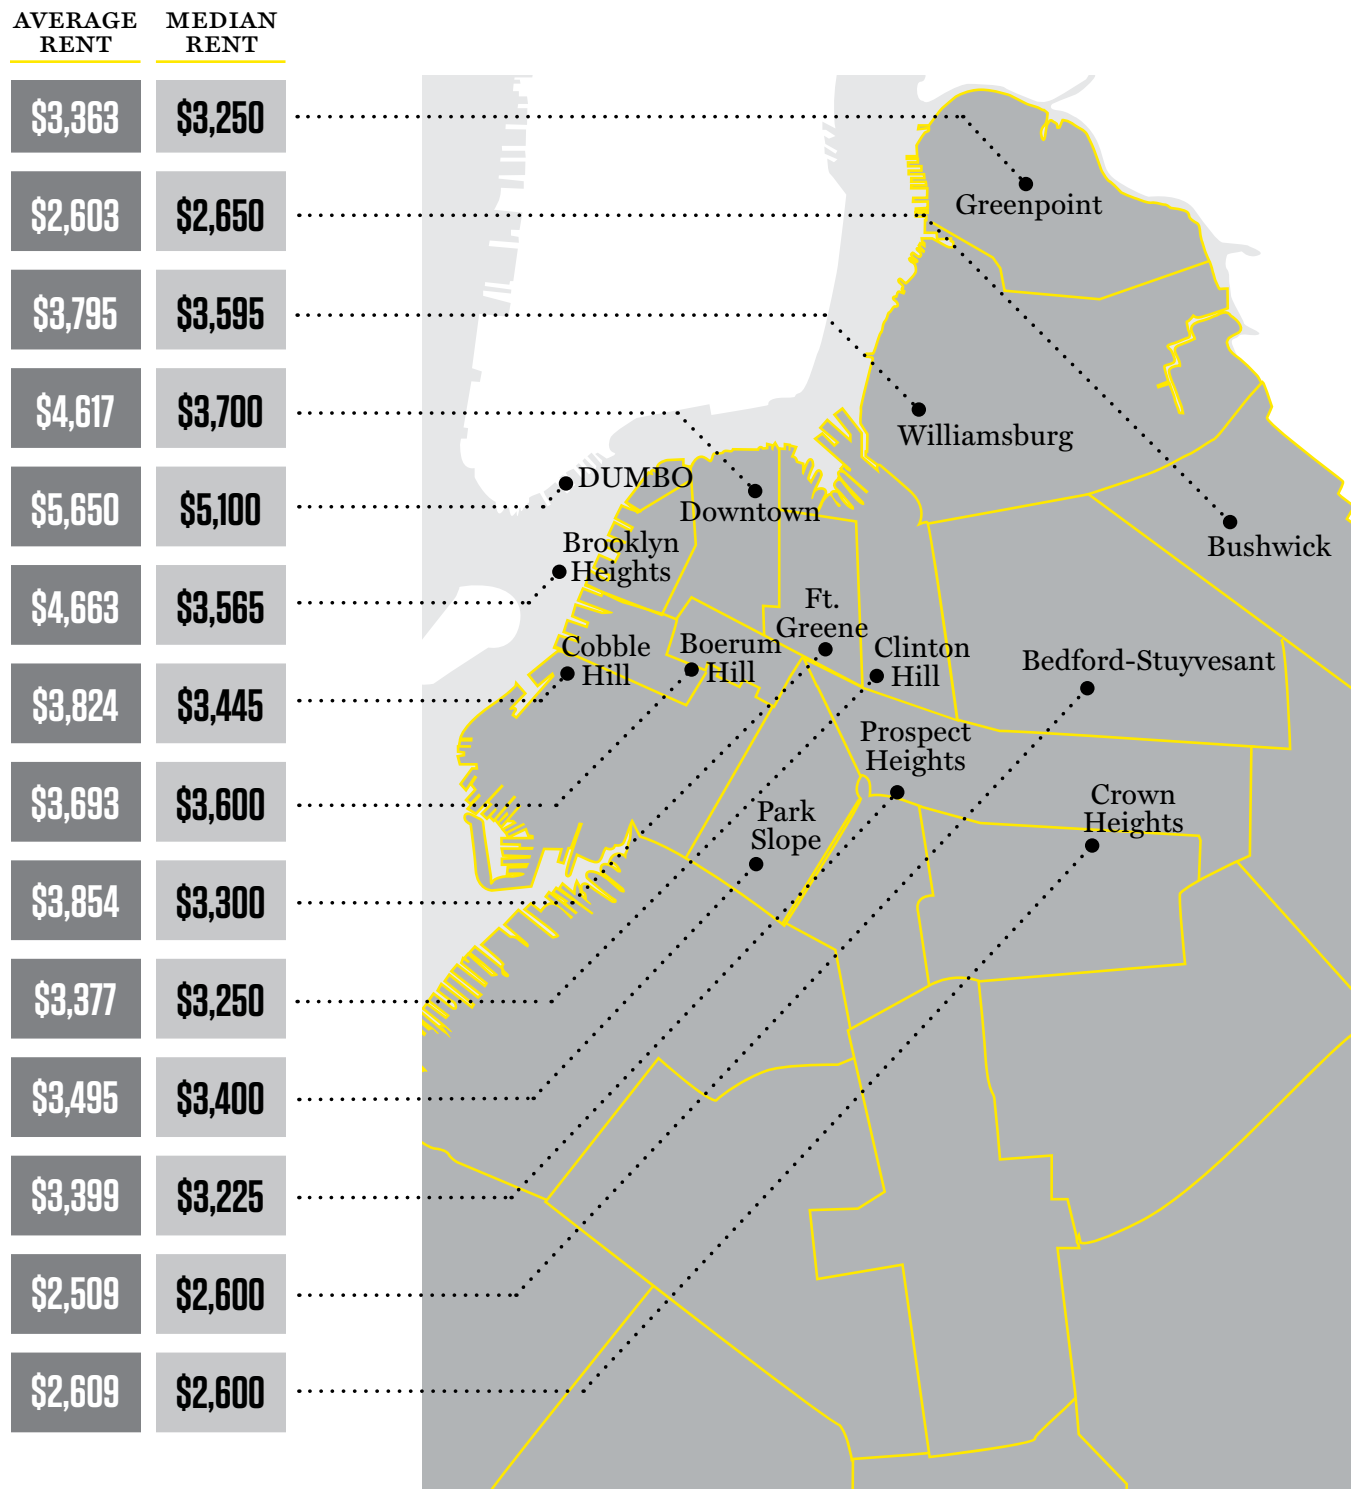 AVERAGE
RENT
MEDIAN
RENT
$3,363 $3,250
$2,603 $2,650
$3,795 $3,595
$4,617 $3,700
$5,650 $5,100
$4,663 $3,565
$3,824 $3,445
$3,693 $3,600
$3,854 $3,300
$3,377 $3,250
$3,495 $3,400
$3,399 $3,225
$2,509 $2,600
$2,609 $2,600
Greenpoint
Williamsburg
DUMBO
Downtown
Bushwick
Brooklyn
Heights
Ft.
Greene
Cobble
Hill
Boerum
Hill
Clinton
Hill
Bedford-Stuyvesant
Prospect
Heights
Park
Slope
Crown
Heights